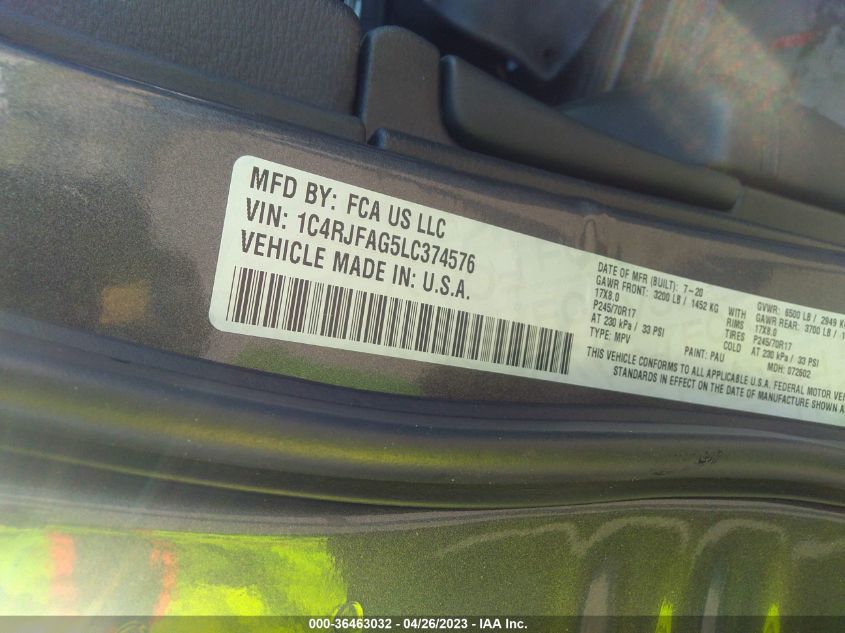 MFD BY: FCA US LLC
VIN: 1C4RJFAG5LC374576
VEHICLE MADE IN: U.S.A.
DATE OF MFR (BUILT): 7-20 GVWR: 6500 LB / 2949 KG
GAWR FRONT: 3200 LB / 1452 KG WITH GAWR REAR: 3700 LB /
17X8.0 RIMS 17X8.0
P245/70R17 TIRES P245/70R17
AT 230 kPa / 33 PSI COLD AT 230 kPa / 33 PSI
TYPE: MPV PAINT: PAU MDH: 072602
THIS VEHICLE CONFORMS TO ALL APPLICABLE U.S.A. FEDERAL MOTOR
STANDARDS IN EFFECT ON THE DATE OF MANUFACTURE SHOWN
000-36463032 - 04/26/2023 - IAA Inc.